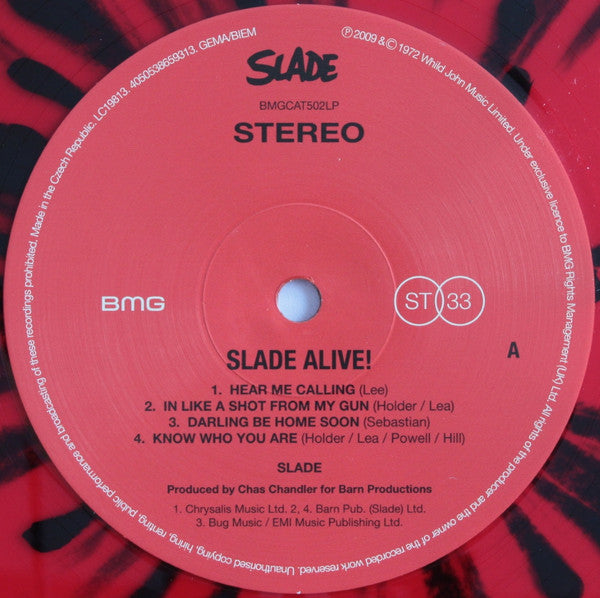 SLADE
BMGCAT502LP
STEREO
BMG
ST 33
SLADE ALIVE!
A
1. HEAR ME CALLING (Lee)
2. IN LIKE A SHOT FROM MY GUN (Holder / Lea)
3. DARLING BE HOME SOON (Sebastian)
4. KNOW WHO YOU ARE (Holder / Lea / Powell / Hill)
SLADE
Produced by Chas Chandler for Barn Productions
1. Chrysalis Music Ltd. 2, 4. Barn Pub. (Slade) Ltd.
3. Bug Music / EMI Music Publishing Ltd.
℗ 2009 & © 1972 Whild John Music Limited. Under exclusive licence to BMG Rights Management (UK) Ltd. All rights of the producer and the owner of the recorded work reserved. Unauthorised copying, hiring, renting, public performance and broadcasting of these recordings prohibited. Made in the Czech Republic. LC19813. 4050538659313. GEMA/BIEM